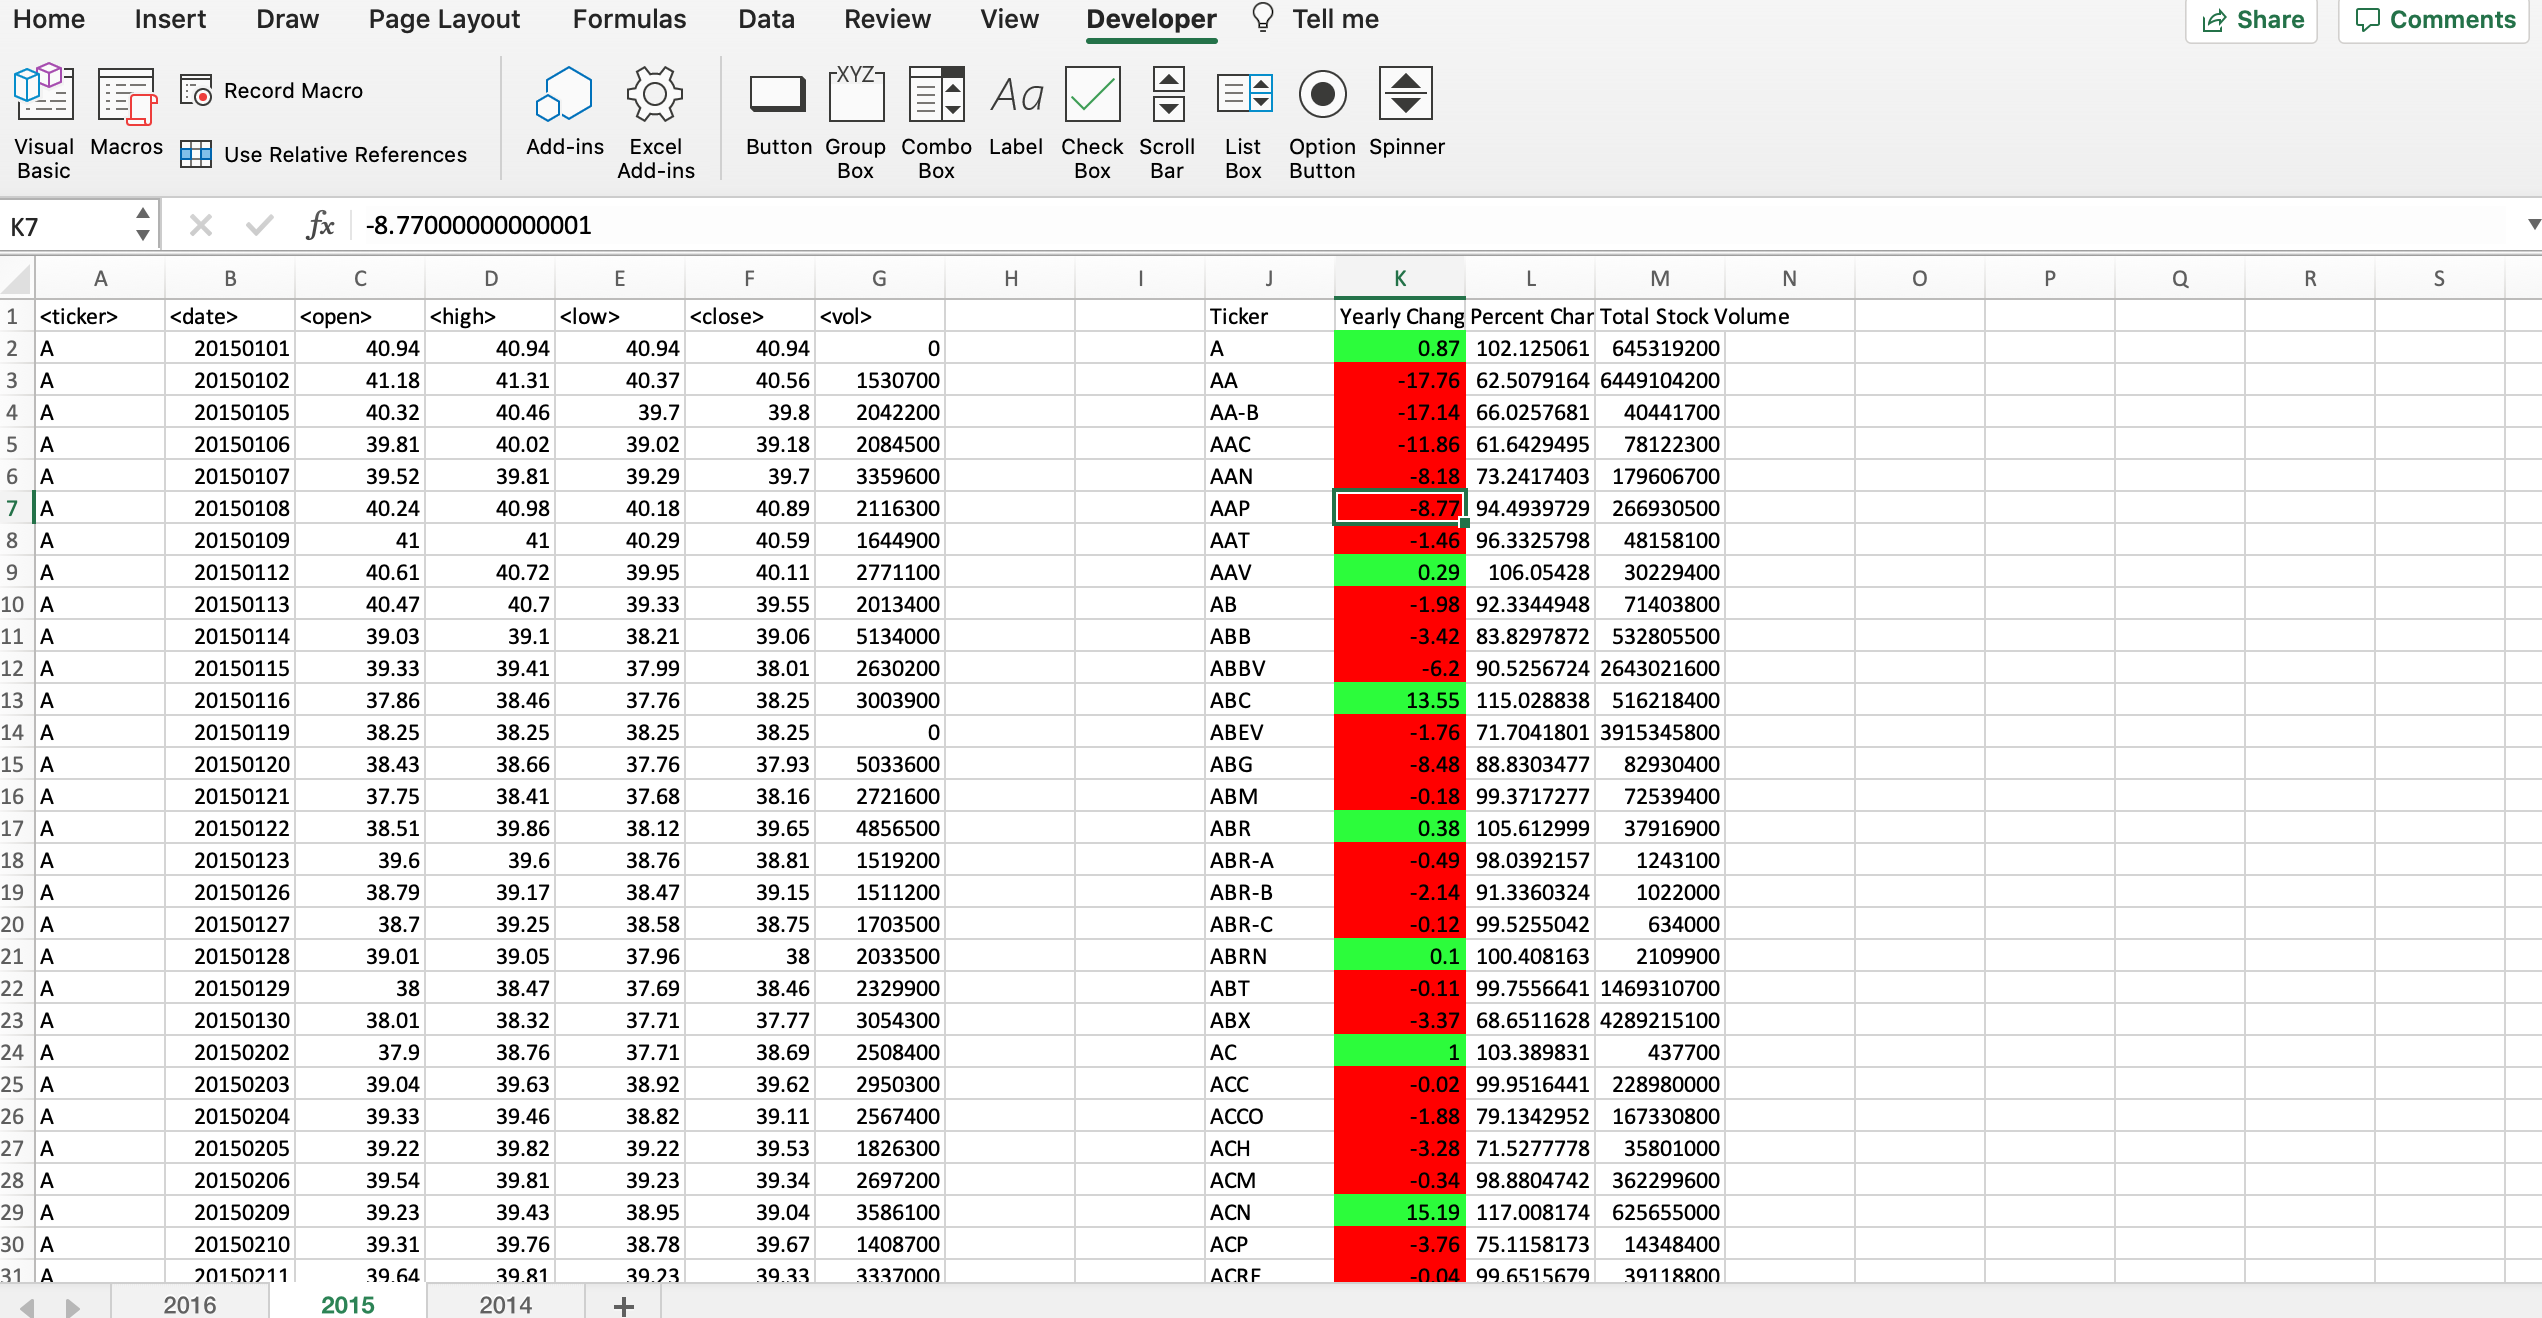 Home Insert Draw Page Layout Formulas Data Review View Developer Tell me Share Comments
Visual Basic Macros Record Macro Use Relative References Add-ins Excel Add-ins Button XYZ Group Box Combo Box Aa Label Check Box Scroll Bar List Box Option Button Spinner
K7 fx -8.77000000000001
A B C D E F G H I J K L M N O P Q R S
1 <ticker> <date> <open> <high> <low> <close> <vol> Ticker Yearly Chang Percent Char Total Stock Volume
2 A 20150101 40.94 40.94 40.94 40.94 0 A 0.87 102.125061 645319200
3 A 20150102 41.18 41.31 40.37 40.56 1530700 AA -17.76 62.5079164 6449104200
4 A 20150105 40.32 40.46 39.7 39.8 2042200 AA-B -17.14 66.0257681 40441700
5 A 20150106 39.81 40.02 39.02 39.18 2084500 AAC -11.86 61.6429495 78122300
6 A 20150107 39.52 39.81 39.29 39.7 3359600 AAN -8.18 73.2417403 179606700
7 A 20150108 40.24 40.98 40.18 40.89 2116300 AAP -8.77 94.4939729 266930500
8 A 20150109 41 41 40.29 40.59 1644900 AAT -1.46 96.3325798 48158100
9 A 20150112 40.61 40.72 39.95 40.11 2771100 AAV 0.29 106.05428 30229400
10 A 20150113 40.47 40.7 39.33 39.55 2013400 AB -1.98 92.3344948 71403800
11 A 20150114 39.03 39.1 38.21 39.06 5134000 ABB -3.42 83.8297872 532805500
12 A 20150115 39.33 39.41 37.99 38.01 2630200 ABBV -6.2 90.5256724 2643021600
13 A 20150116 37.86 38.46 37.76 38.25 3003900 ABC 13.55 115.028838 516218400
14 A 20150119 38.25 38.25 38.25 38.25 0 ABEV -1.76 71.7041801 3915345800
15 A 20150120 38.43 38.66 37.76 37.93 5033600 ABG -8.48 88.8303477 82930400
16 A 20150121 37.75 38.41 37.68 38.16 2721600 ABM -0.18 99.3717277 72539400
17 A 20150122 38.51 39.86 38.12 39.65 4856500 ABR 0.38 105.612999 37916900
18 A 20150123 39.6 39.6 38.76 38.81 1519200 ABR-A -0.49 98.0392157 1243100
19 A 20150126 38.79 39.17 38.47 39.15 1511200 ABR-B -2.14 91.3360324 1022000
20 A 20150127 38.7 39.25 38.58 38.75 1703500 ABR-C -0.12 99.5255042 634000
21 A 20150128 39.01 39.05 37.96 38 2033500 ABRN 0.1 100.408163 2109900
22 A 20150129 38 38.47 37.69 38.46 2329900 ABT -0.11 99.7556641 1469310700
23 A 20150130 38.01 38.32 37.71 37.77 3054300 ABX -3.37 68.6511628 4289215100
24 A 20150202 37.9 38.76 37.71 38.69 2508400 AC 1 103.389831 437700
25 A 20150203 39.04 39.63 38.92 39.62 2950300 ACC -0.02 99.9516441 228980000
26 A 20150204 39.33 39.46 38.82 39.11 2567400 ACCO -1.88 79.1342952 167330800
27 A 20150205 39.22 39.82 39.22 39.53 1826300 ACH -3.28 71.5277778 35801000
28 A 20150206 39.54 39.81 39.23 39.34 2697200 ACM -0.34 98.8804742 362299600
29 A 20150209 39.23 39.43 38.95 39.04 3586100 ACN 15.19 117.008174 625655000
30 A 20150210 39.31 39.76 38.78 39.67 1408700 ACP -3.76 75.1158173 14348400
31 A 20150211 39.64 39.81 39.23 39.33 3337000 ACRE -0.04 99.6515679 39118800
2016 2015 2014 +